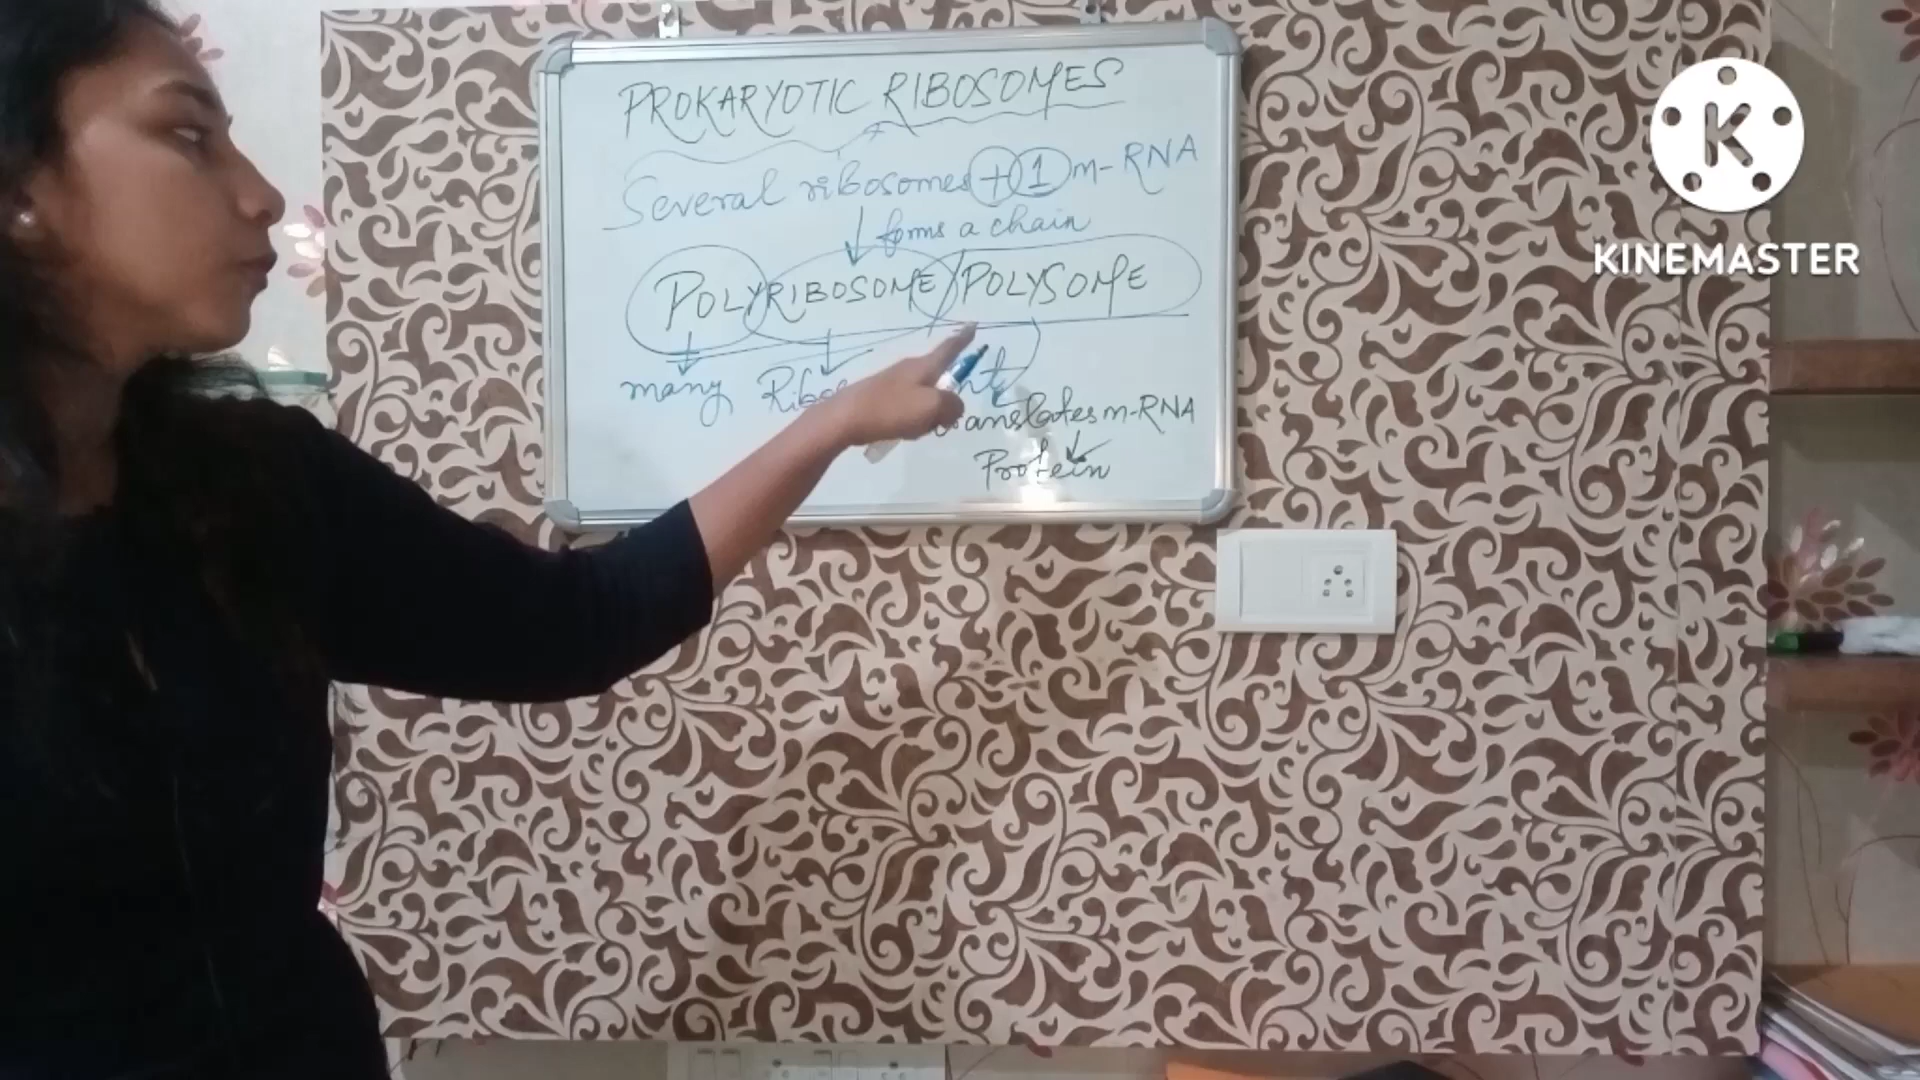 PROKARYOTIC RIBOSOMES
Several ribosomes + 1 m-RNA
forms a chain
POLYRIBOSOME / POLYSOME
many
translates m-RNA
Protein
K
KINEMASTER